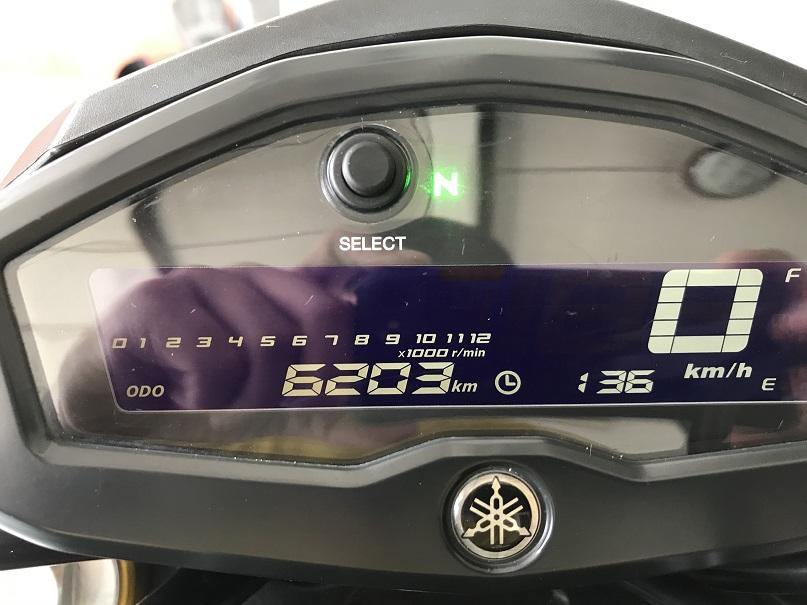 N
SELECT
0
F
0 1 2 3 4 5 6 7 8 9 10 11 12
x1000 r/min
ODO 6203 km 1 36 km/h E